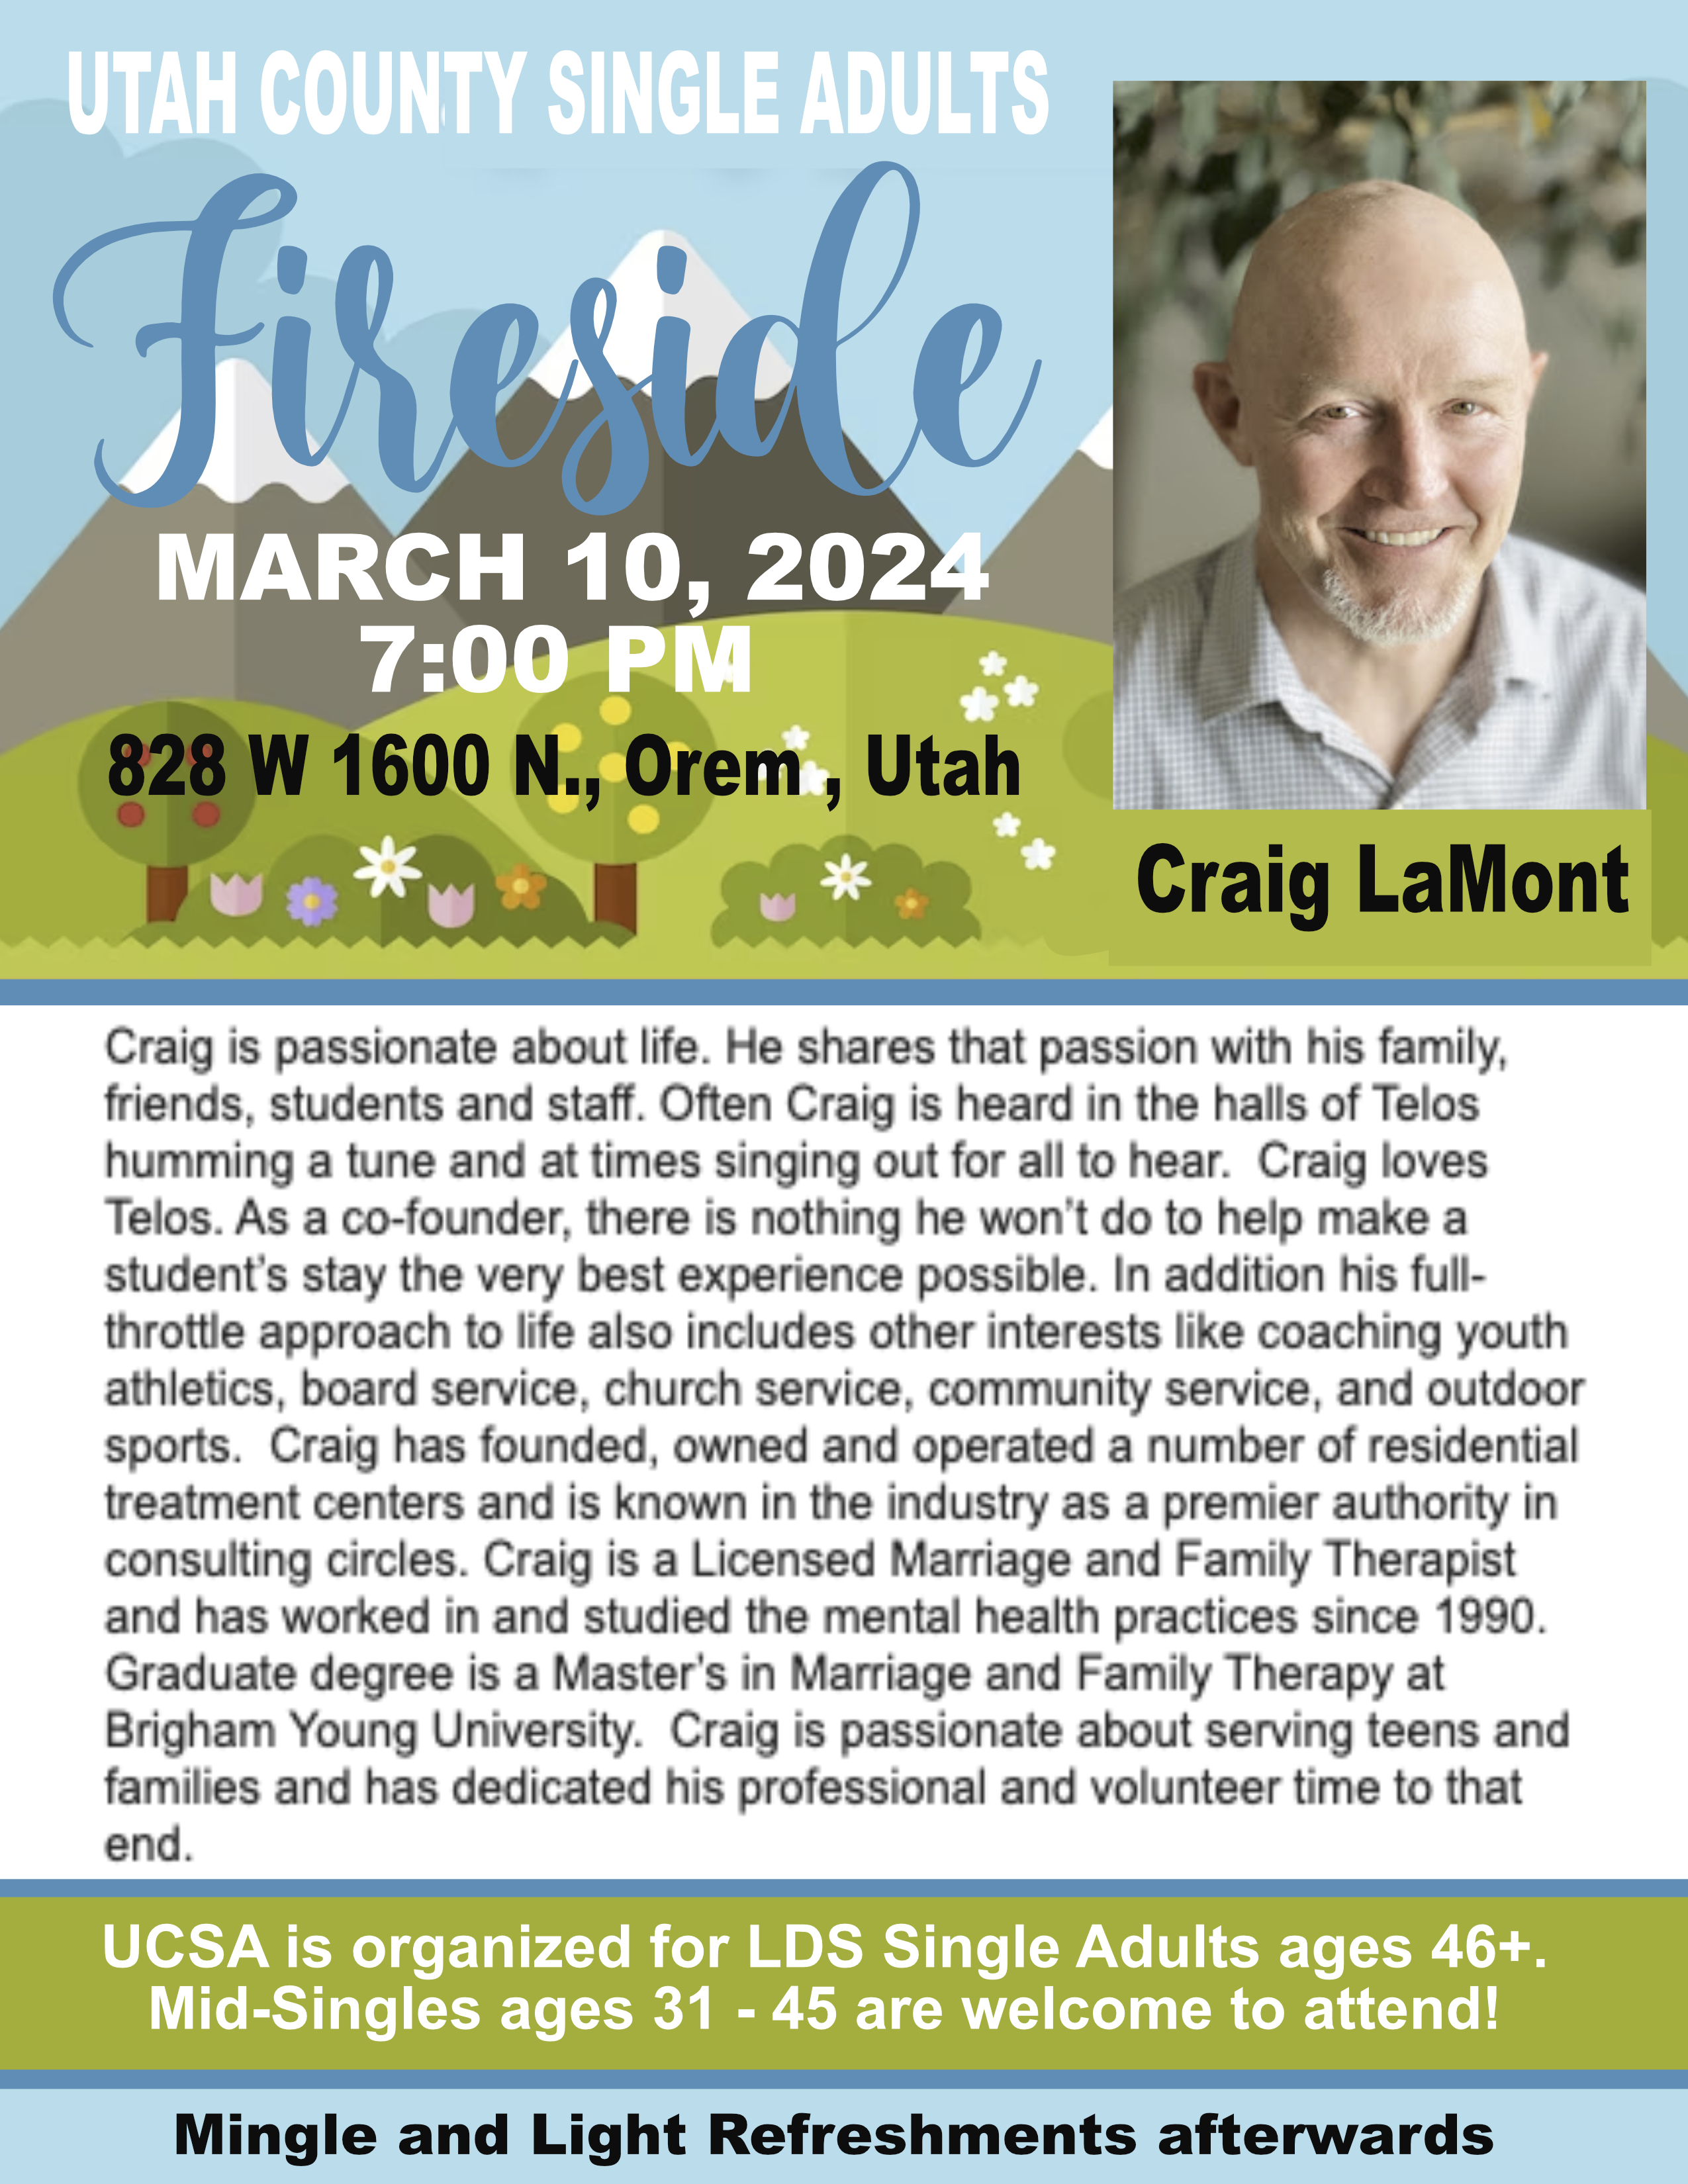 UTAH COUNTY SINGLE ADULTS
Fireside
MARCH 10, 2024
7:00 PM
828 W 1600 N., Orem , Utah
Craig LaMont
Craig is passionate about life. He shares that passion with his family,
friends, students and staff. Often Craig is heard in the halls of Telos
humming a tune and at times singing out for all to hear.  Craig loves
Telos. As a co-founder, there is nothing he won’t do to help make a
student’s stay the very best experience possible. In addition his full-
throttle approach to life also includes other interests like coaching youth
athletics, board service, church service, community service, and outdoor
sports.  Craig has founded, owned and operated a number of residential
treatment centers and is known in the industry as a premier authority in
consulting circles. Craig is a Licensed Marriage and Family Therapist
and has worked in and studied the mental health practices since 1990.
Graduate degree is a Master’s in Marriage and Family Therapy at
Brigham Young University.  Craig is passionate about serving teens and
families and has dedicated his professional and volunteer time to that
end.
UCSA is organized for LDS Single Adults ages 46+.
Mid-Singles ages 31 - 45 are welcome to attend!
Mingle and Light Refreshments afterwards